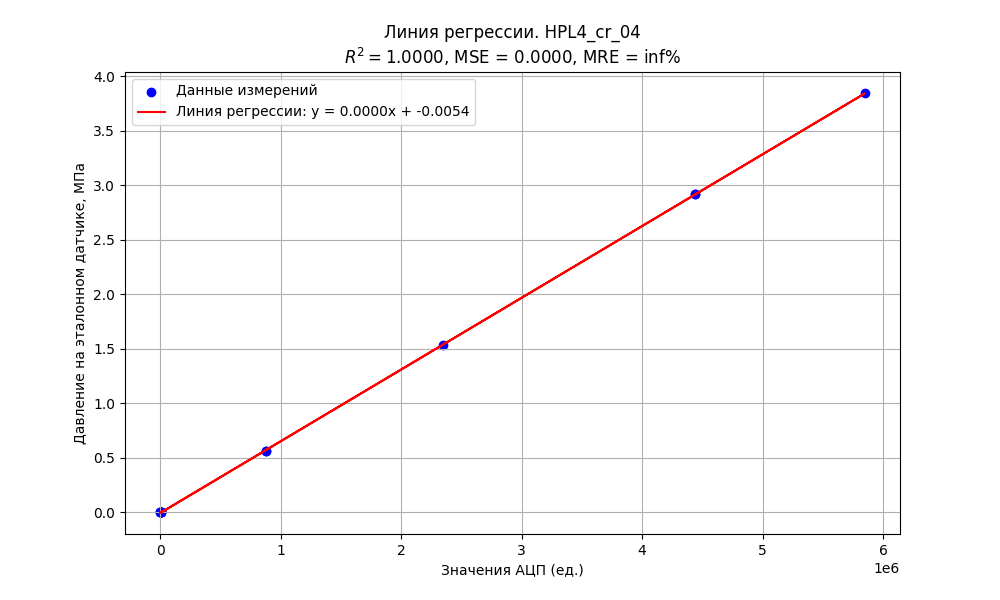 Линия регрессии. HPL4_cr_04
R² = 1.0000, MSE = 0.0000, MRE = inf%
Данные измерений
Линия регрессии: y = 0.0000x + -0.0054
Давление на эталонном датчике, МПа
4.0
3.5
3.0
2.5
2.0
1.5
1.0
0.5
0.0
0 1 2 3 4 5 6
1e6
Значения АЦП (ед.)